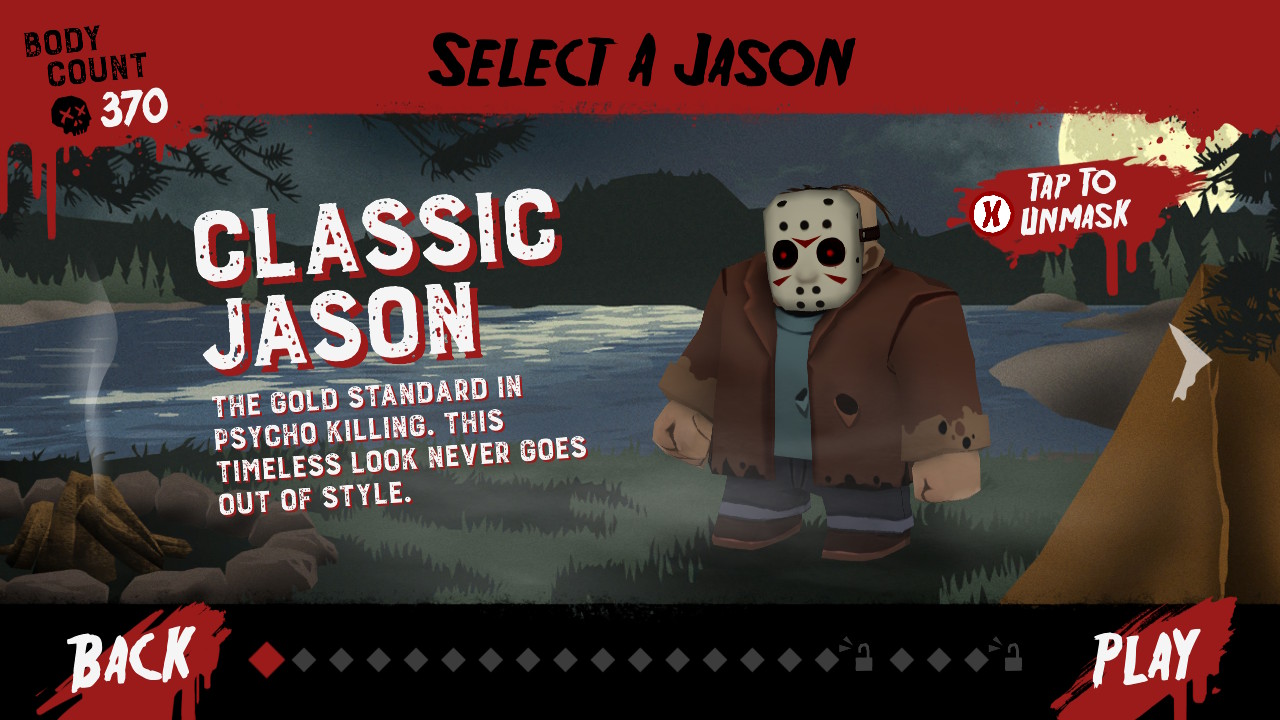 BODY
COUNT
370
SELECT A JASON
TAP TO
X UNMASK
CLASSIC
JASON
THE GOLD STANDARD IN
PSYCHO KILLING. THIS
TIMELESS LOOK NEVER GOES
OUT OF STYLE.
BACK
PLAY